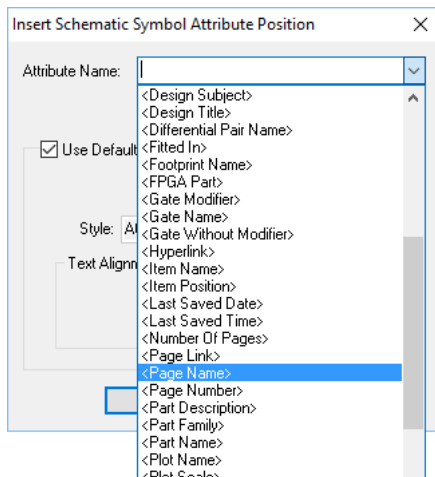 Insert Schematic Symbol Attribute Position
Attribute Name:
<Design Subject>
<Design Title>
<Differential Pair Name>
<Fitted In>
Use Default
<Footprint Name>
<FPGA Part>
<Gate Modifier>
<Gate Name>
Style:
<Gate Without Modifier>
<Hyperlink>
Text Alignm
<Item Name>
<Item Position>
<Last Saved Date>
<Last Saved Time>
<Number Of Pages>
<Page Link>
<Page Name>
<Page Number>
<Part Description>
<Part Family>
<Part Name>
<Plot Name>
<Plot Scale>